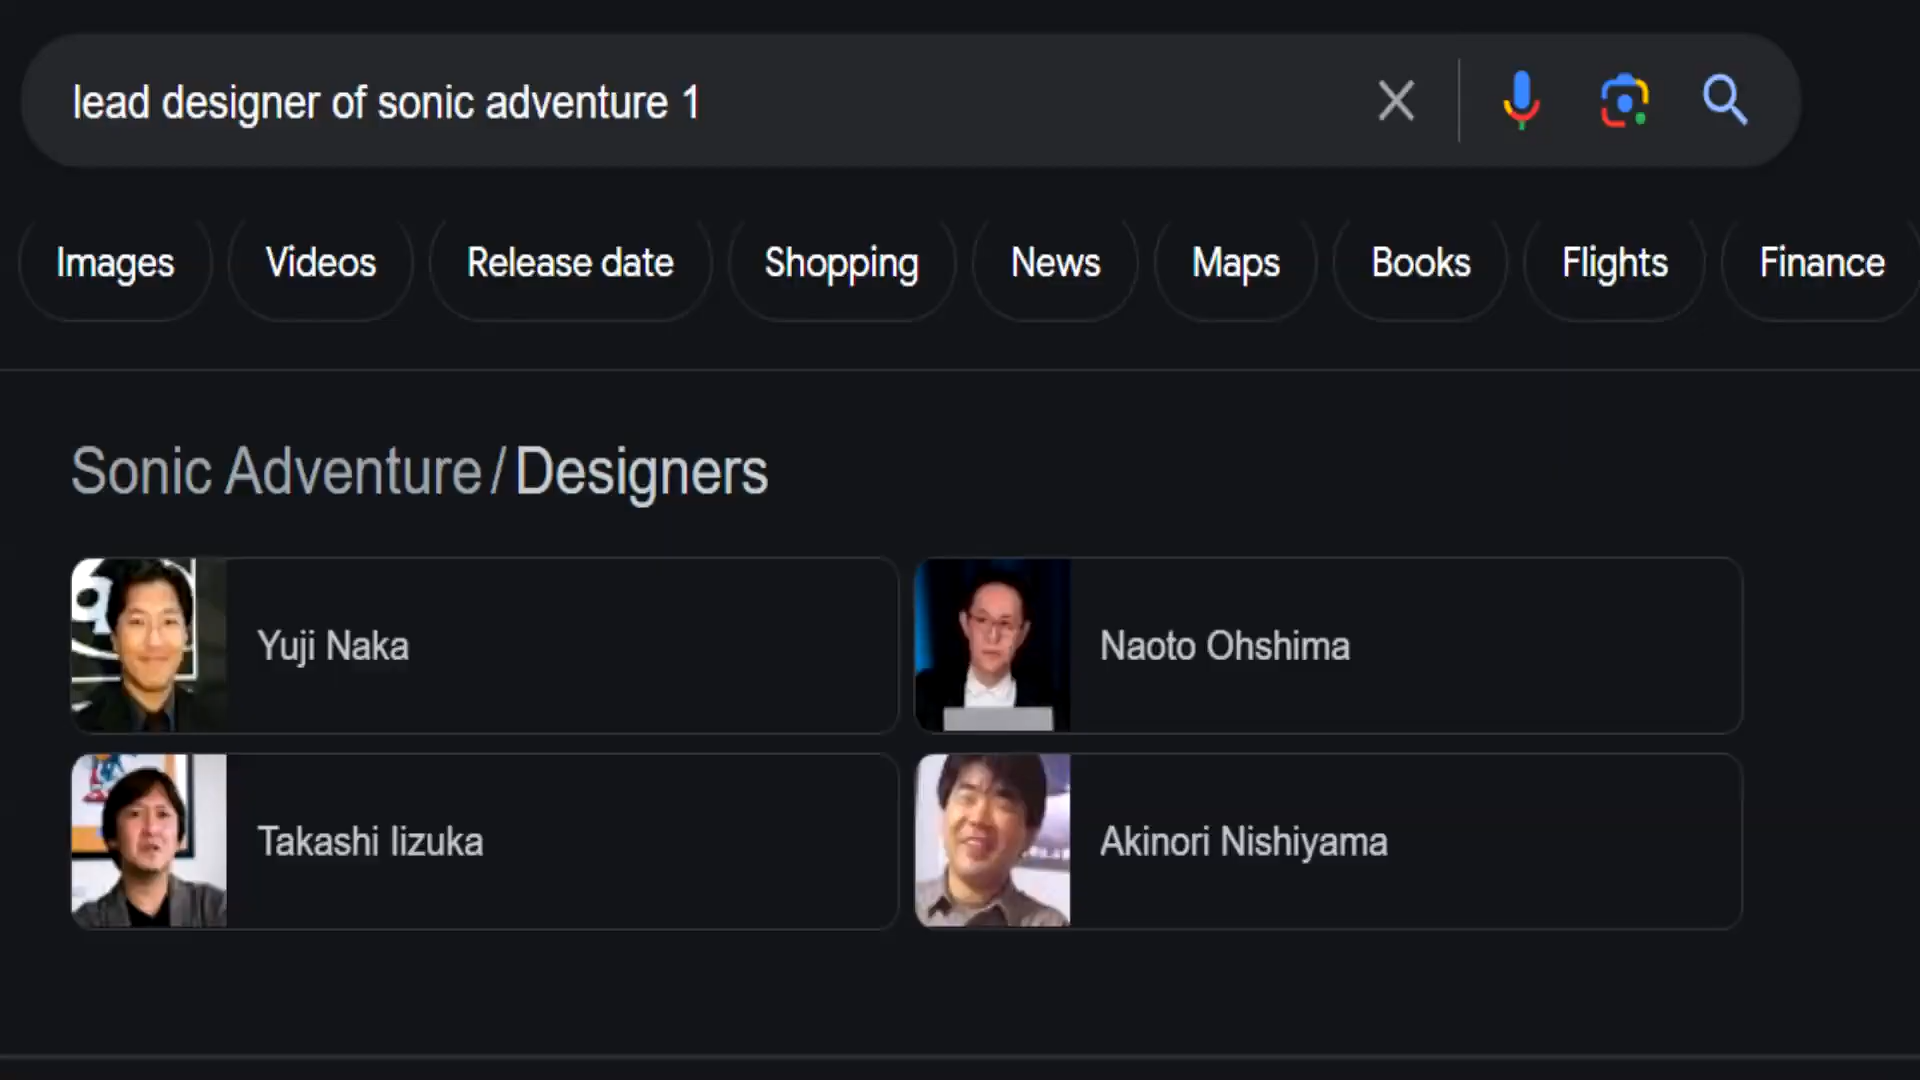 lead designer of sonic adventure 1
Images Videos Release date Shopping News Maps Books Flights Finance
Sonic Adventure / Designers
Yuji Naka
Naoto Ohshima
Takashi Iizuka
Akinori Nishiyama